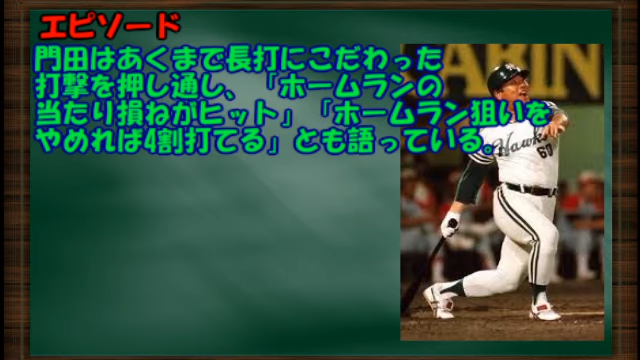 エピソード
門田はあくまで長打にこだわった
打撃を押し通し、「ホームランの
当たり損ねがヒット」「ホームラン狙いを
やめれば4割打てる」とも語っている。
ARIN
Hawks
60